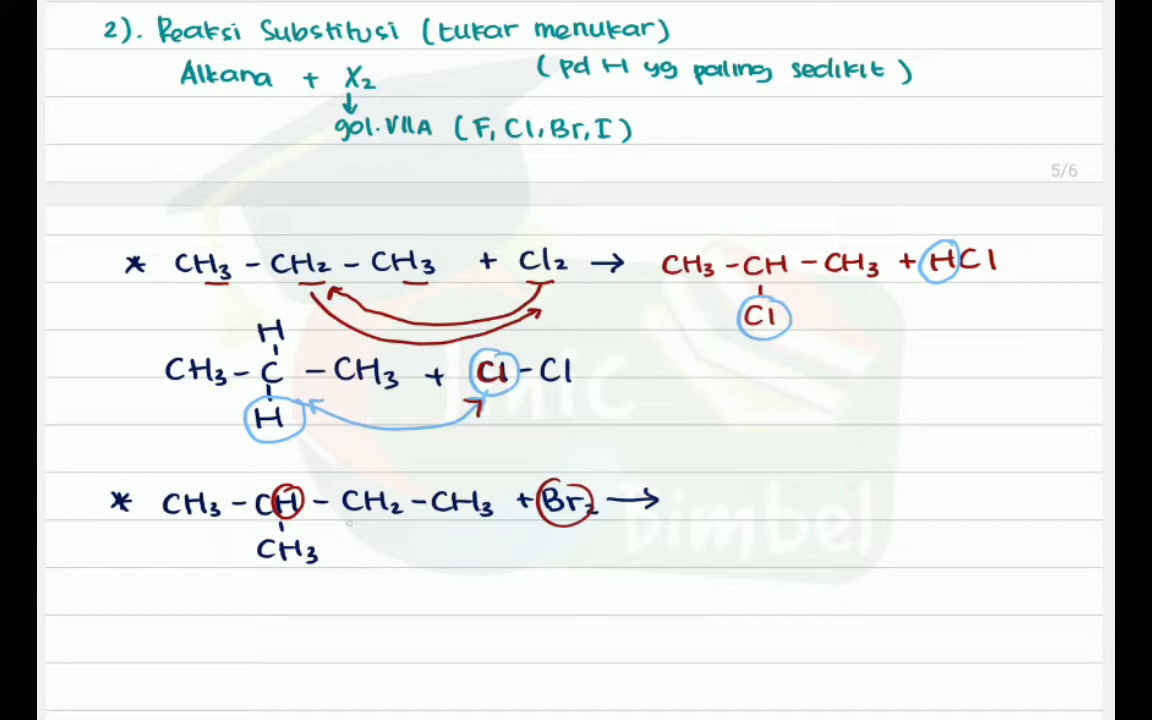 2). Reaksi Substitusi (tukar menukar)
Alkana + X₂ (pd H yg paling sedikit)
↓
gol.VIIA (F, Cl, Br, I)
5/6
* CH₃ – CH₂ – CH₃ + Cl₂ → CH₃ – CH – CH₃ + HCl
Cl
H
CH₃ – C – CH₃ + Cl – Cl
H
* CH₃ – CH – CH₂ – CH₃ + Br₂ →
CH₃
Bimbel